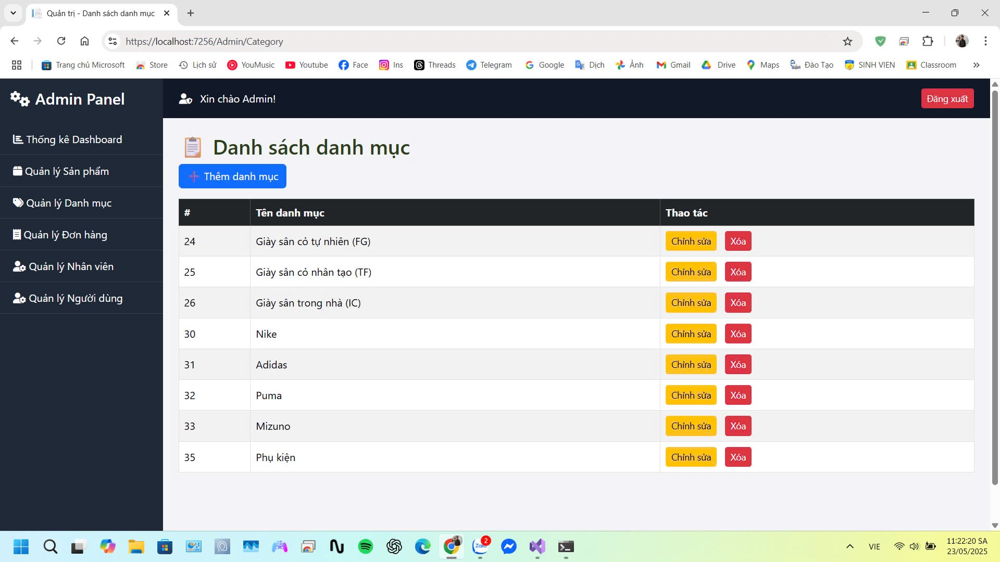 Quản trị - Danh sách danh mục
https://localhost:7256/Admin/Category
Trang chủ Microsoft Store Lịch sử YouMusic Youtube Face Ins Threads Telegram Google Dịch Ảnh Gmail Drive Maps Đào Tạo SINH VIEN Classroom
Admin Panel
Xin chào Admin!
Đăng xuất
Thống kê Dashboard
Quản lý Sản phẩm
Quản lý Danh mục
Quản lý Đơn hàng
Quản lý Nhân viên
Quản lý Người dùng
Danh sách danh mục
Thêm danh mục
# Tên danh mục Thao tác
24 Giày sân cỏ tự nhiên (FG) Chỉnh sửa Xóa
25 Giày sân cỏ nhân tạo (TF) Chỉnh sửa Xóa
26 Giày sân trong nhà (IC) Chỉnh sửa Xóa
30 Nike Chỉnh sửa Xóa
31 Adidas Chỉnh sửa Xóa
32 Puma Chỉnh sửa Xóa
33 Mizuno Chỉnh sửa Xóa
35 Phụ kiện Chỉnh sửa Xóa
Zalo 2
VIE
11:22:20 SA
23/05/2025